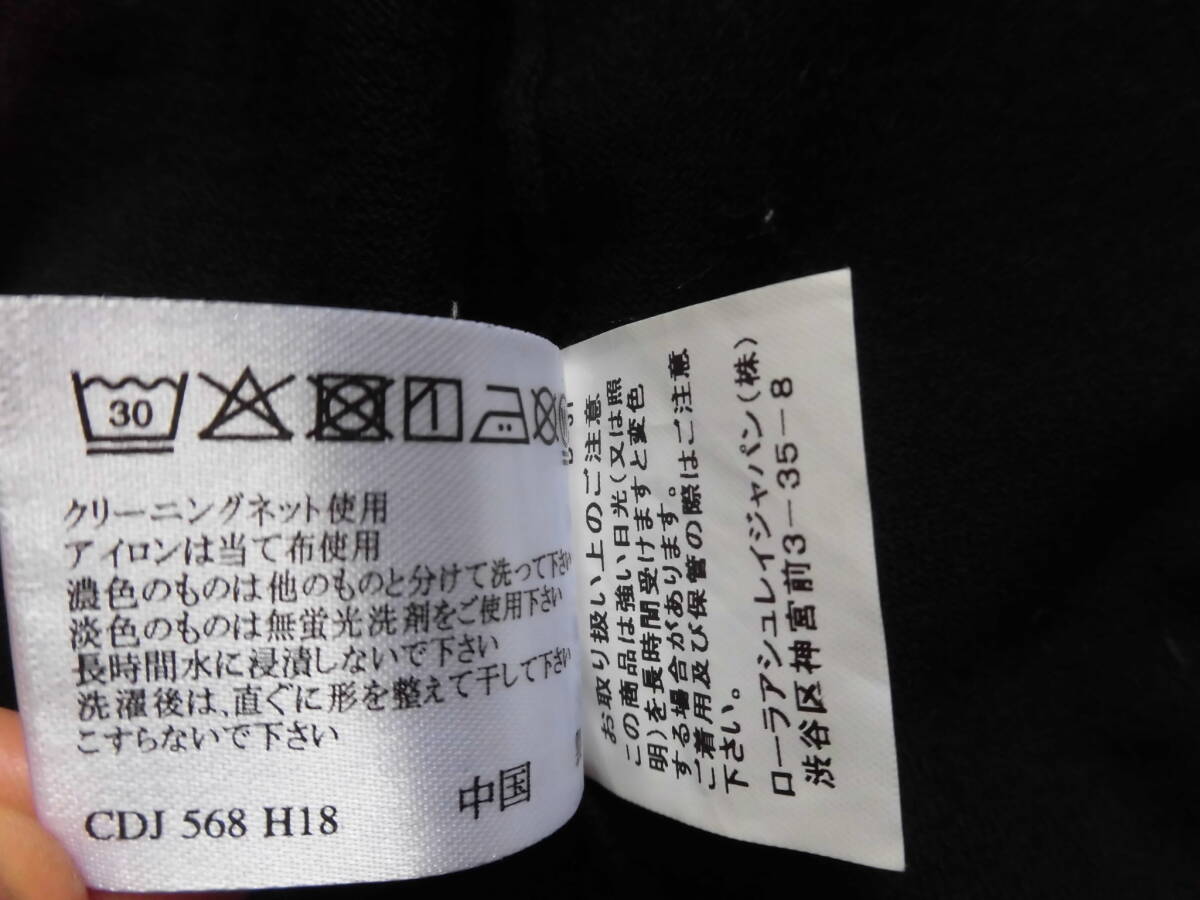 30
クリーニングネット使用
アイロンは当て布使用
濃色のものは他のものと分けて洗って下さい
淡色のものは無蛍光洗剤をご使用下さい
長時間水に浸漬しないで下さい
洗濯後は、直ぐに形を整えて干して下さい
こすらないで下さい
中国
CDJ 568 H18
お取り扱い上のご注意
この商品は強い日光(又は照
明)を長時間受けますと変色
する場合があります。
ご着用及び保管の際はご注意
下さい。
ローラアシュレイジャパン(株)
渋谷区神宮前3-35-8